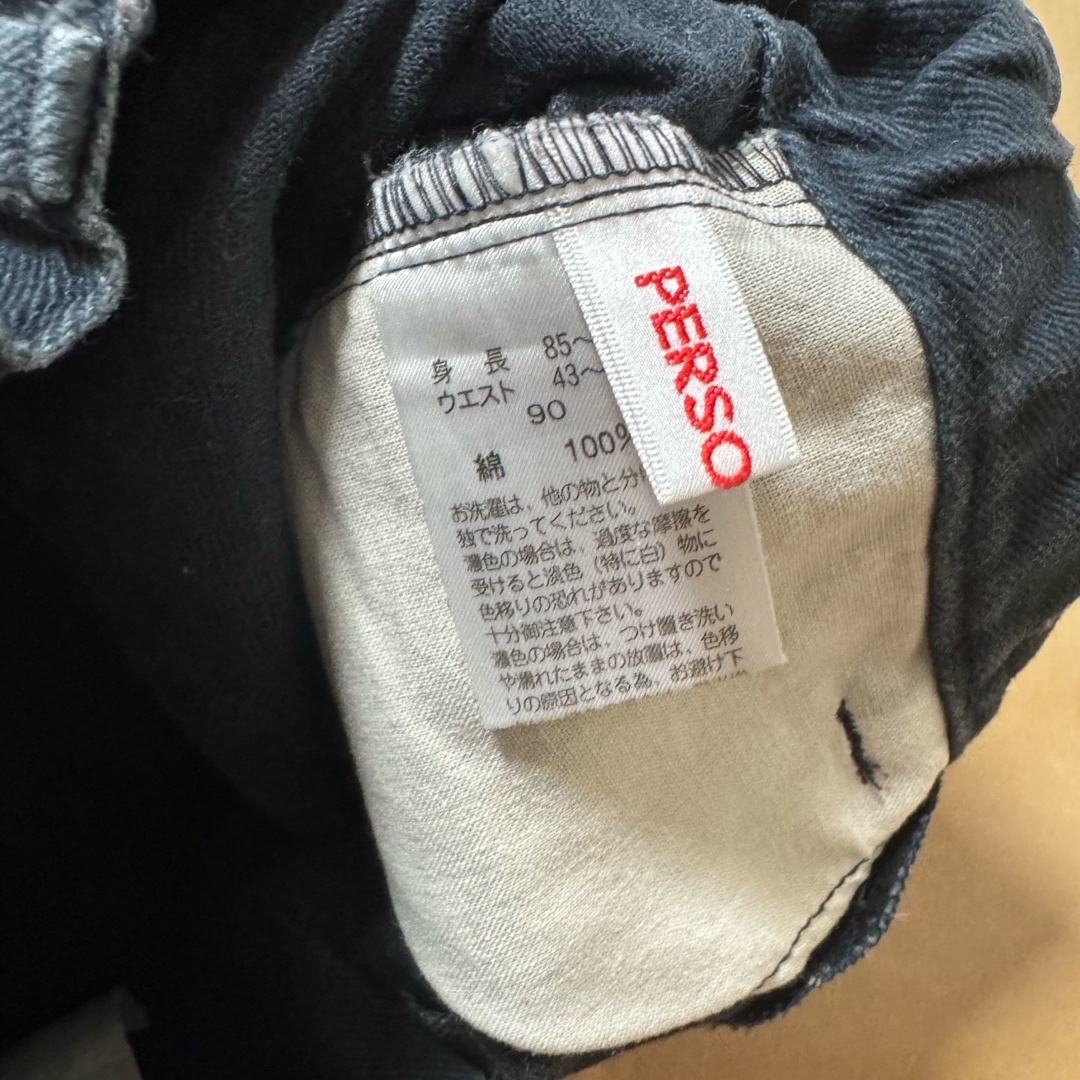 PERSO
身長 85~
ウエスト 43~
90
綿 100%
お洗濯は、他の物と分け
独で洗ってください。
濃色の場合は、過度な摩擦を
受けると淡色（特に白）物に
色移りの恐れがありますので
十分御注意下さい。
濃色の場合は、つけ置き洗い
や濡れたままの放置は、色移
りの原因となる為、お避け下